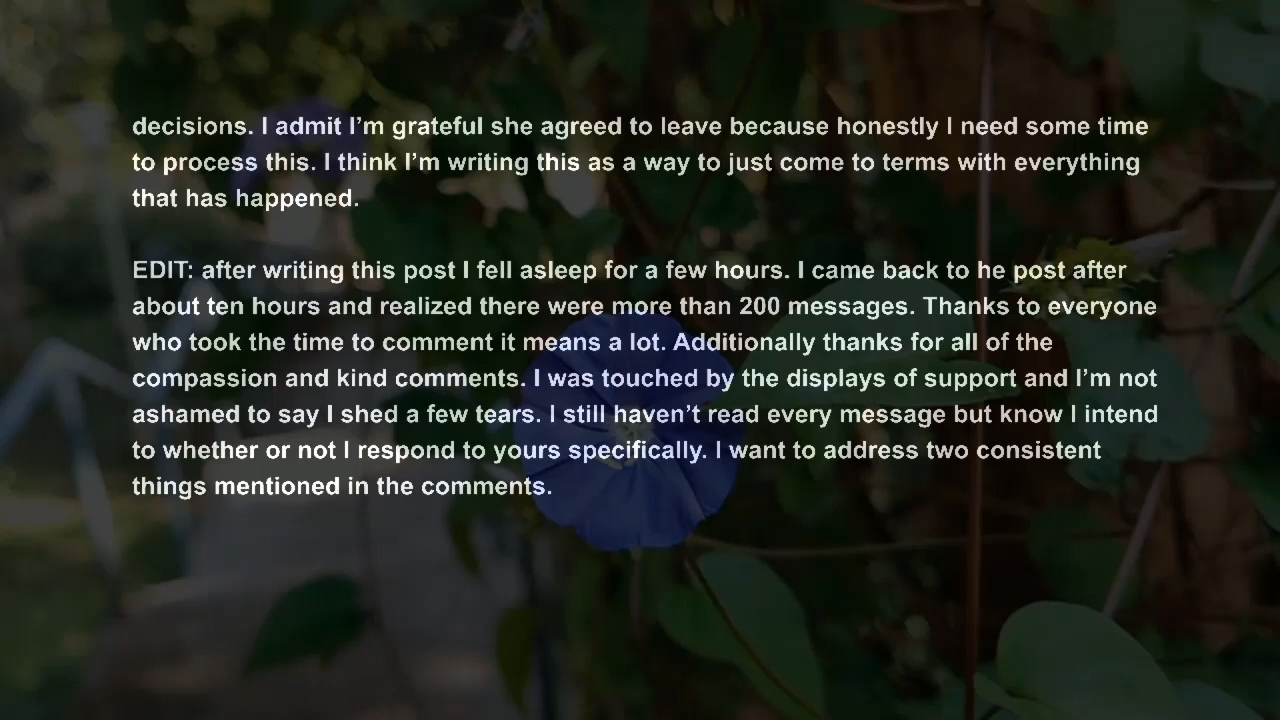 decisions. I admit I’m grateful she agreed to leave because honestly I need some time
to process this. I think I’m writing this as a way to just come to terms with everything
that has happened.
EDIT: after writing this post I fell asleep for a few hours. I came back to he post after
about ten hours and realized there were more than 200 messages. Thanks to everyone
who took the time to comment it means a lot. Additionally thanks for all of the
compassion and kind comments. I was touched by the displays of support and I’m not
ashamed to say I shed a few tears. I still haven’t read every message but know I intend
to whether or not I respond to yours specifically. I want to address two consistent
things mentioned in the comments.